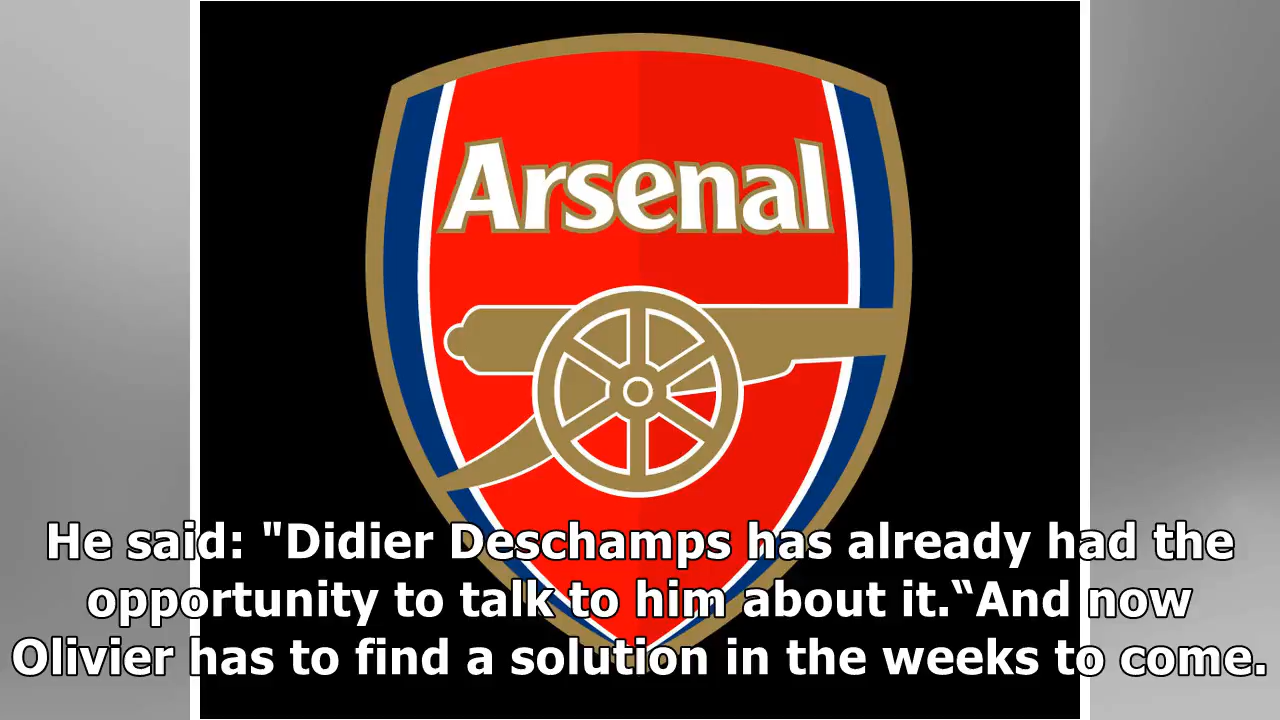 Arsenal
He said: "Didier Deschamps has already had the
opportunity to talk to him about it.“And now
Olivier has to find a solution in the weeks to come.